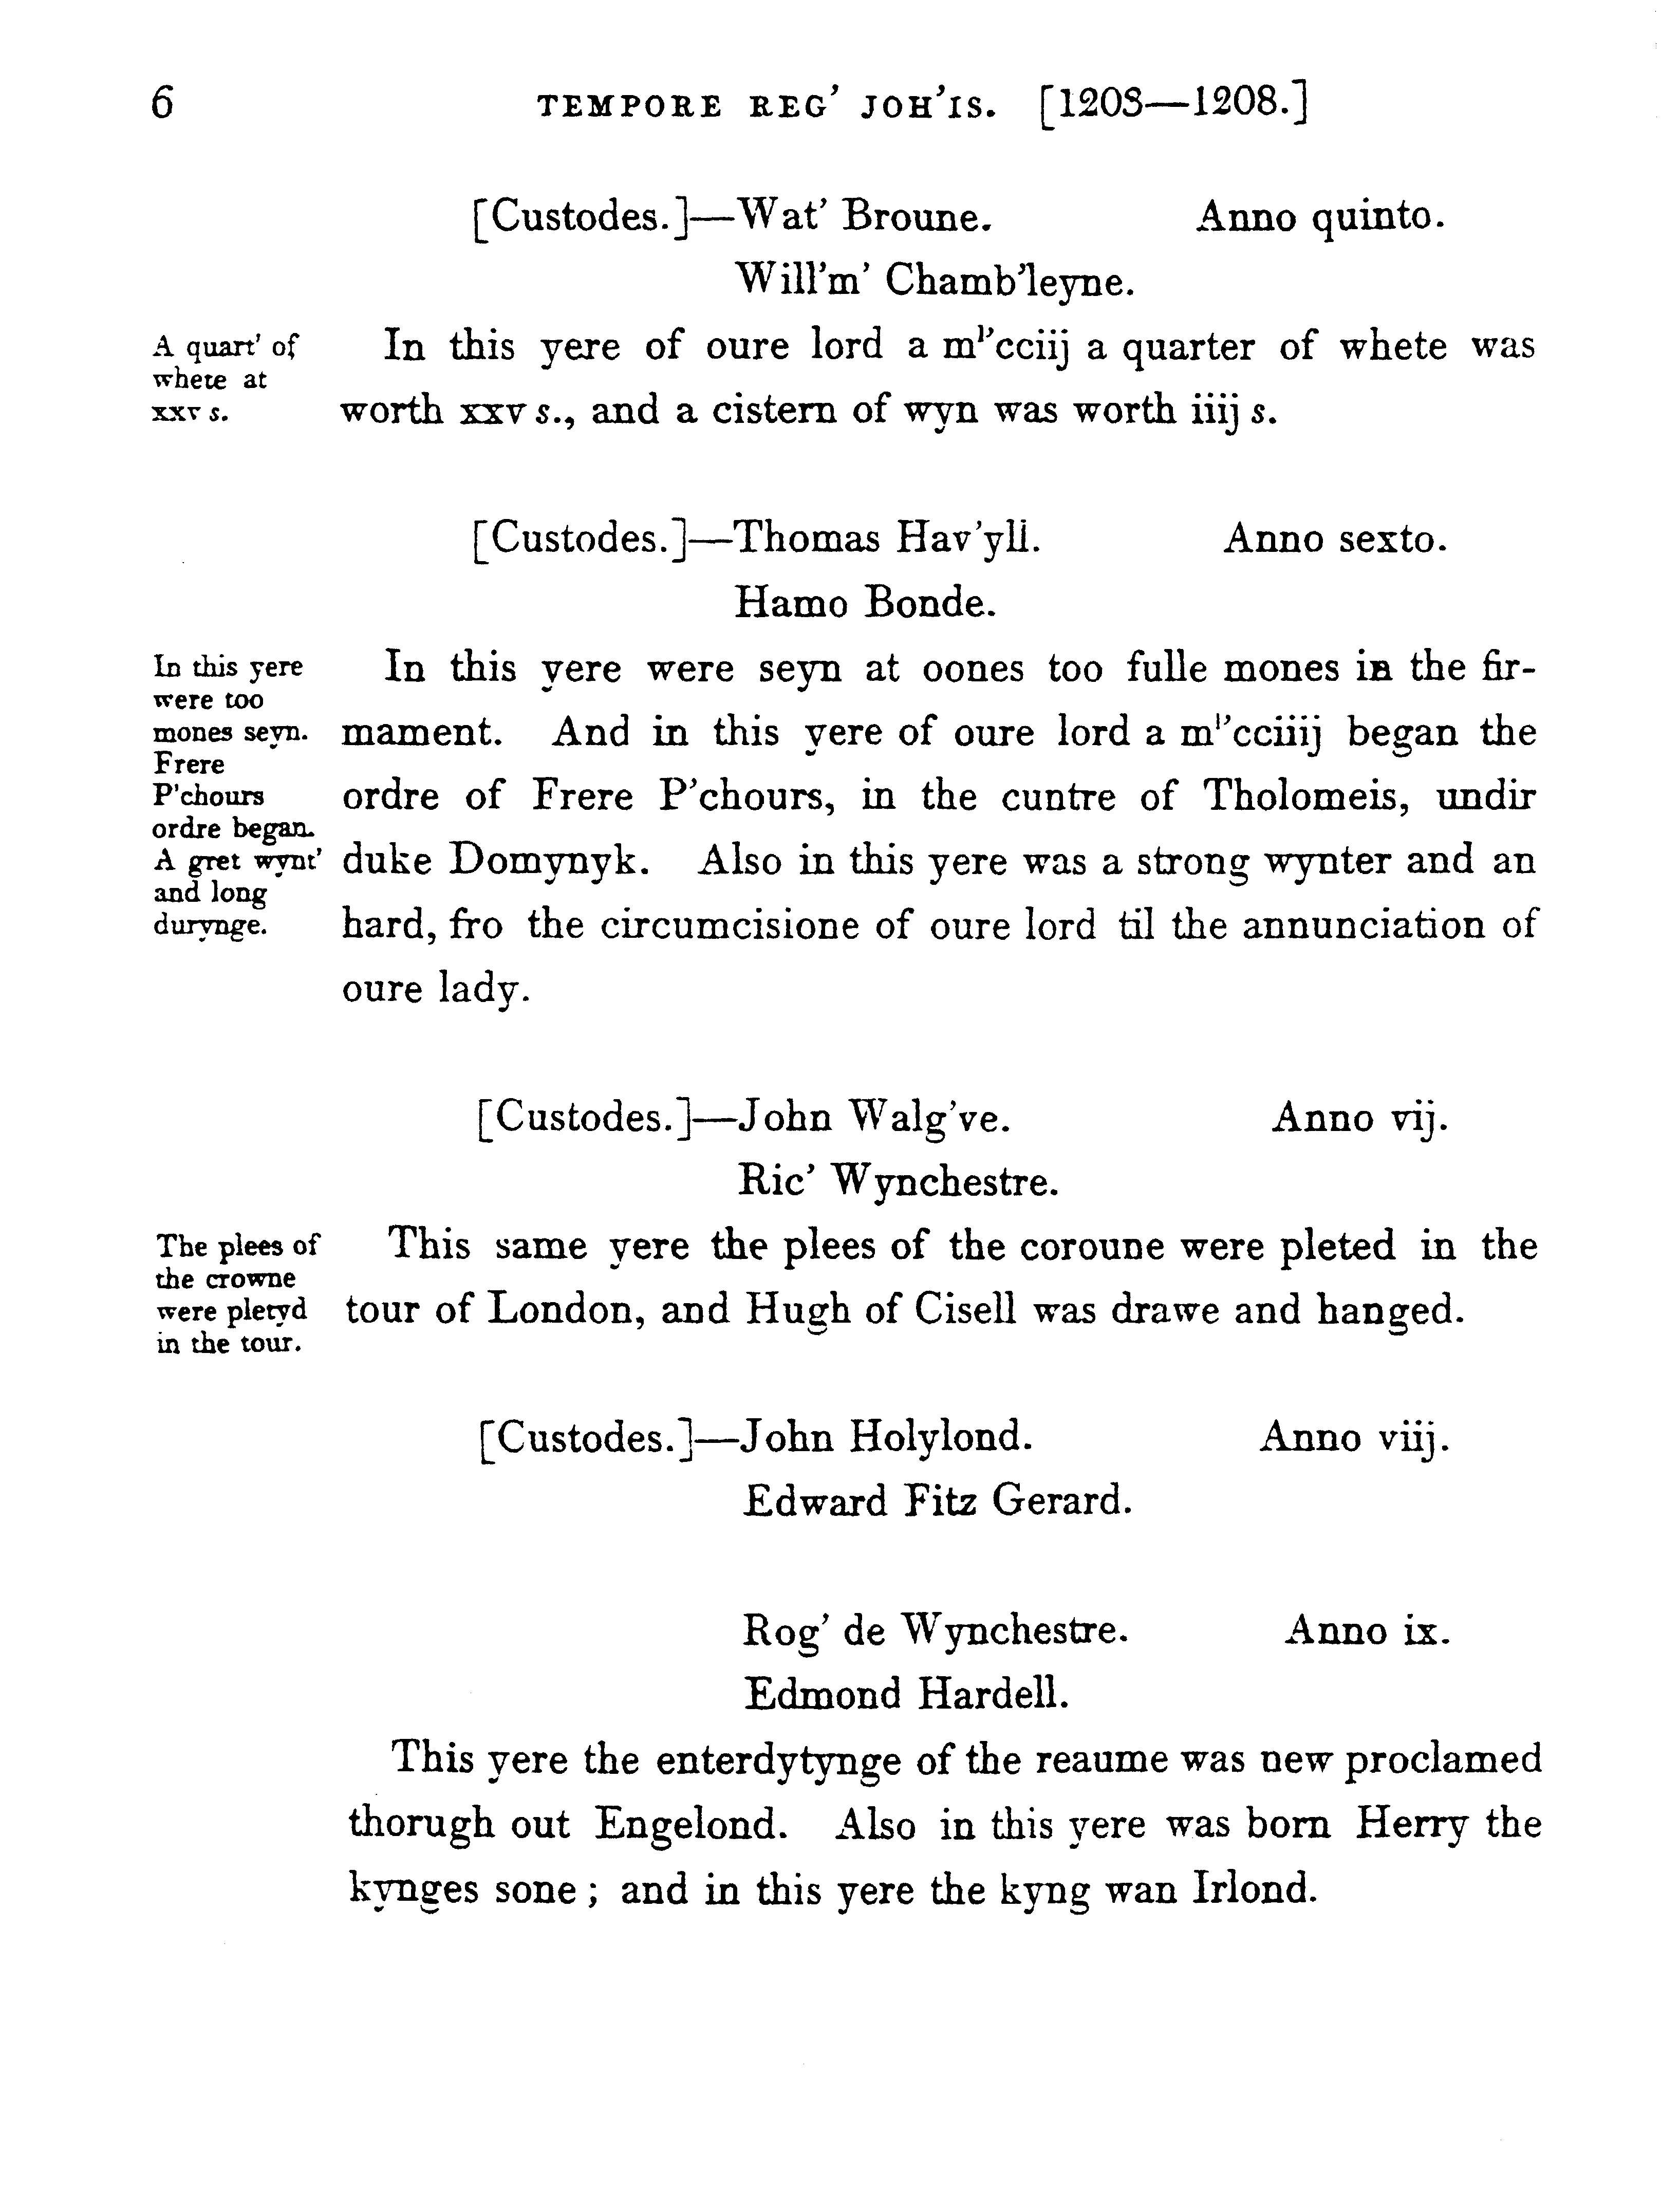 6 TEMPORE REG' JOH'IS. [1203—1208.]
[Custodes.]—Wat' Broune. Anno quinto.
Will'm' Chamb'leyne.
A quart' of
whete at
xxv s.
In this yere of oure lord a mˡ'cciij a quarter of whete was
worth xxv s., and a cistern of wyn was worth iiij s.
[Custodes.]—Thomas Hav'yll. Anno sexto.
Hamo Bonde.
In this yere
were too
mones seyn.
Frere
P'chours
ordre began.
A gret wynt'
and long
durynge.
In this yere were seyn at oones too fulle mones in the fir-
mament. And in this yere of oure lord a mˡ'cciiij began the
ordre of Frere P'chours, in the cuntre of Tholomeis, undir
duke Domynyk. Also in this yere was a strong wynter and an
hard, fro the circumcisione of oure lord til the annunciation of
oure lady.
[Custodes.]—John Walg've. Anno vij.
Ric' Wynchestre.
The plees of
the crowne
were pletyd
in the tour.
This same yere the plees of the coroune were pleted in the
tour of London, and Hugh of Cisell was drawe and hanged.
[Custodes.]—John Holylond. Anno viij.
Edward Fitz Gerard.
Rog' de Wynchestre. Anno ix.
Edmond Hardell.
This yere the enterdytynge of the reaume was new proclamed
thorugh out Engelond. Also in this yere was born Herry the
kynges sone ; and in this yere the kyng wan Irlond.